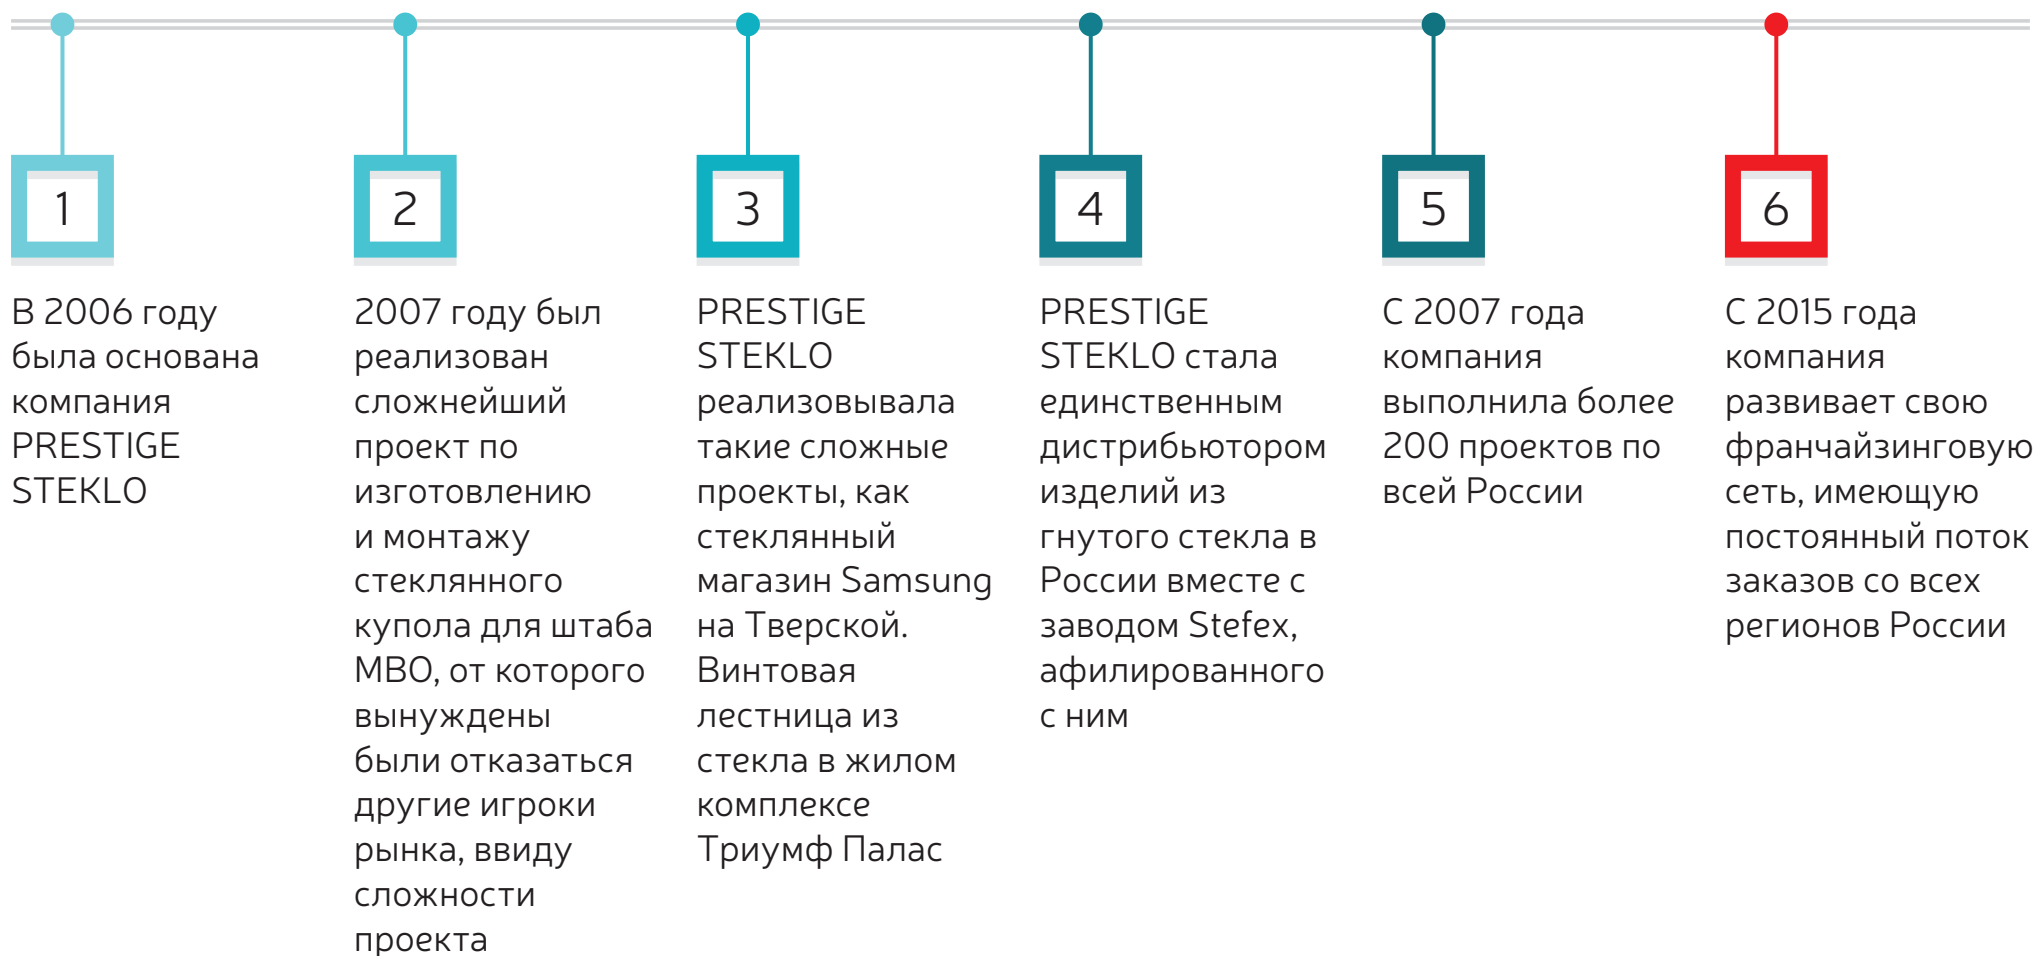 1
В 2006 году
была основана
компания
PRESTIGE
STEKLO
2
2007 году был
реализован
сложнейший
проект по
изготовлению
и монтажу
стеклянного
купола для штаба
МВО, от которого
вынуждены
были отказаться
другие игроки
рынка, ввиду
сложности
проекта
3
PRESTIGE
STEKLO
реализовывала
такие сложные
проекты, как
стеклянный
магазин Samsung
на Тверской.
Винтовая
лестница из
стекла в жилом
комплексе
Триумф Палас
4
PRESTIGE
STEKLO стала
единственным
дистрибьютором
изделий из
гнутого стекла в
России вместе с
заводом Stefex,
афилированного
с ним
5
С 2007 года
компания
выполнила более
200 проектов по
всей России
6
С 2015 года
компания
развивает свою
франчайзинговую
сеть, имеющую
постоянный поток
заказов со всех
регионов России